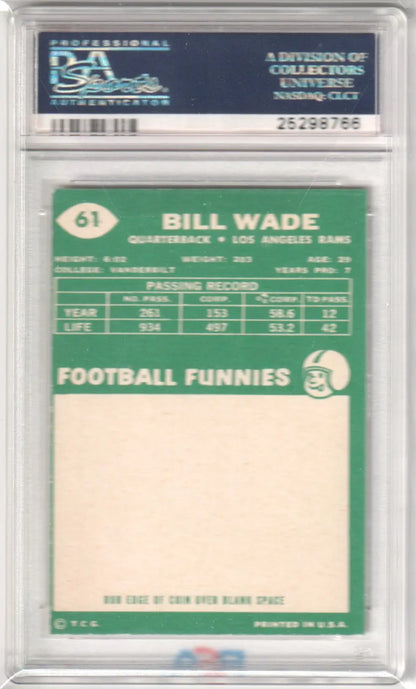 PROFESSIONAL
PSA
Sports
AUTHENTICATOR
A DIVISION OF
COLLECTORS
UNIVERSE
NASDAQ: CLCT
25298766
61
BILL WADE
QUARTERBACK • LOS ANGELES RAMS
HEIGHT: 6:02 WEIGHT: 203 AGE: 29
COLLEGE: VANDERBILT YEARS PRO: 7
PASSING RECORD
NO. PASS. COMP. % COMP. TD PASS.
YEAR 261 153 58.6 12
LIFE 934 497 53.2 42
FOOTBALL FUNNIES
RUB EDGE OF COIN OVER BLANK SPACE
© T.C.G. PRINTED IN U.S.A.